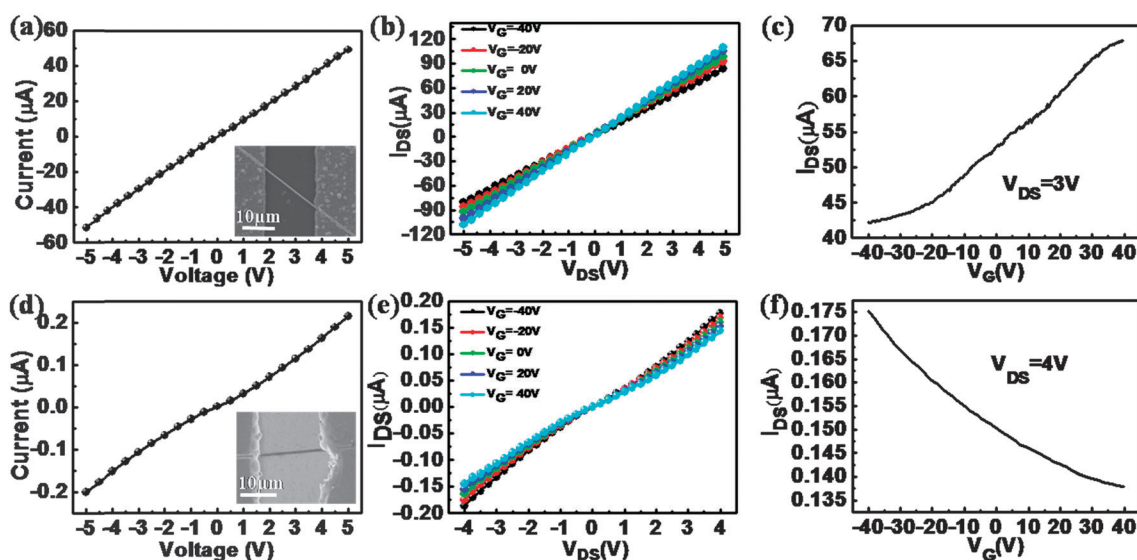 (a)
60
40
20
0
-20
-40
-60
Current (µA)
-5 -4 -3 -2 -1 0 1 2 3 4 5
Voltage (V)
10µm
(b)
120
90
60
30
0
-30
-60
-90
-120
IDS(µA)
VG=-40V
VG=-20V
VG= 0V
VG= 20V
VG= 40V
-5 -4 -3 -2 -1 0 1 2 3 4 5
VDS(V)
(c)
70
65
60
55
50
45
40
IDS(µA)
VDS=3V
-40 -30 -20 -10 0 10 20 30 40
VG(V)
(d)
0.2
0.1
0.0
-0.1
-0.2
Current (µA)
-5 -4 -3 -2 -1 0 1 2 3 4 5
Voltage (V)
10µm
(e)
0.20
0.15
0.10
0.05
0.00
-0.05
-0.10
-0.15
-0.20
IDS(µA)
VG=-40V
VG=-20V
VG= 0V
VG= 20V
VG= 40V
-4 -3 -2 -1 0 1 2 3 4
VDS(V)
(f)
0.175
0.170
0.165
0.160
0.155
0.150
0.145
0.140
0.135
IDS(µA)
VDS=4V
-40 -30 -20 -10 0 10 20 30 40
VG(V)